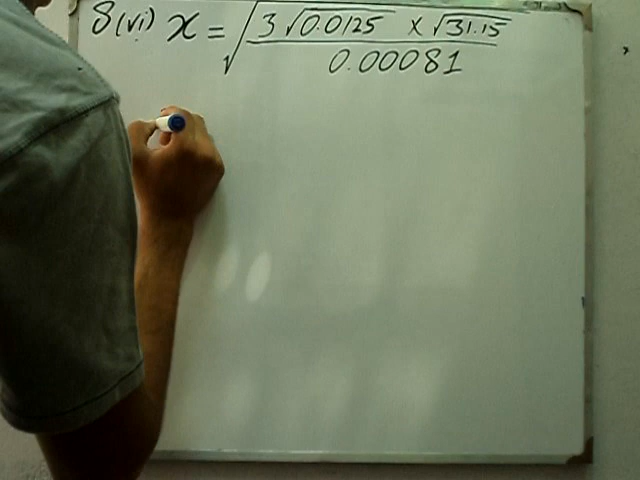 8(vi) x = √(3 √0.0125 × √31.15
0.00081)